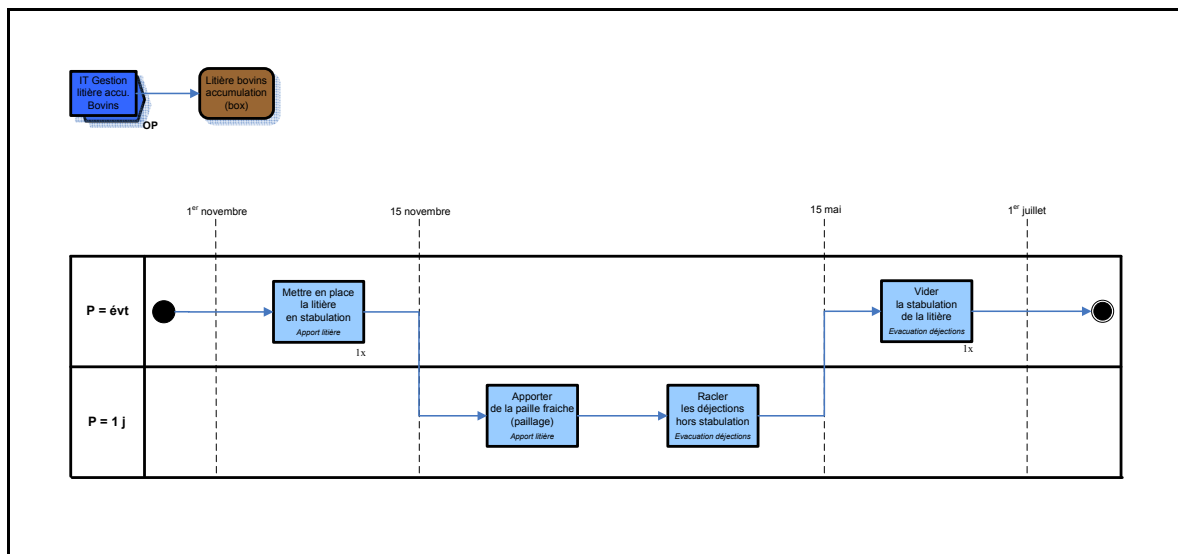 IT Gestion
litière accu.
Bovins
OP
Litière bovins
accumulation
(box)
1er novembre
15 novembre
15 mai
1er juillet
P = évt
Mettre en place
la litière
en stabulation
Apport litière
1x
Vider
la stabulation
de la litière
Evacuation déjections
1x
P = 1 j
Apporter
de la paille fraiche
(paillage)
Apport litière
Racler
les déjections
hors stabulation
Evacuation déjections